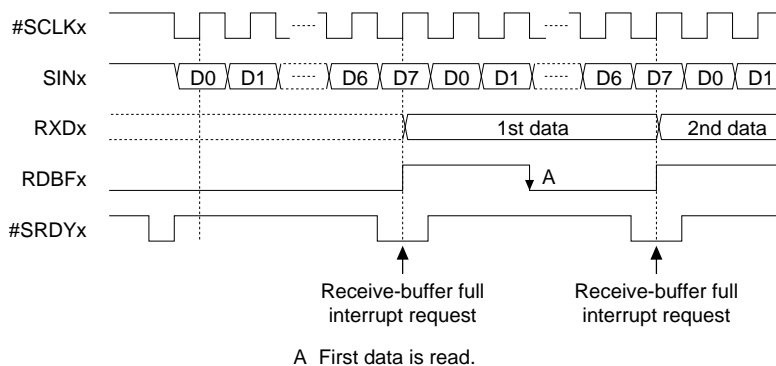 #SCLKx
SINx D0 D1 D6 D7 D0 D1 D6 D7 D0 D1
RXDx 1st data 2nd data
RDBFx A
#SRDYx
Receive-buffer full Receive-buffer full
interrupt request interrupt request
A First data is read.